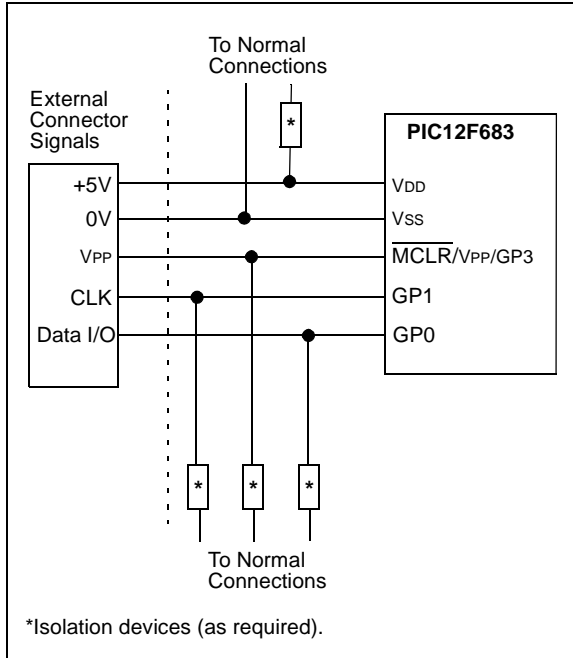 To Normal
Connections
External
Connector
Signals
*
PIC12F683
+5V
VDD
0V
VSS
VPP
MCLR/VPP/GP3
CLK
GP1
Data I/O
GP0
* * *
To Normal
Connections
*Isolation devices (as required).